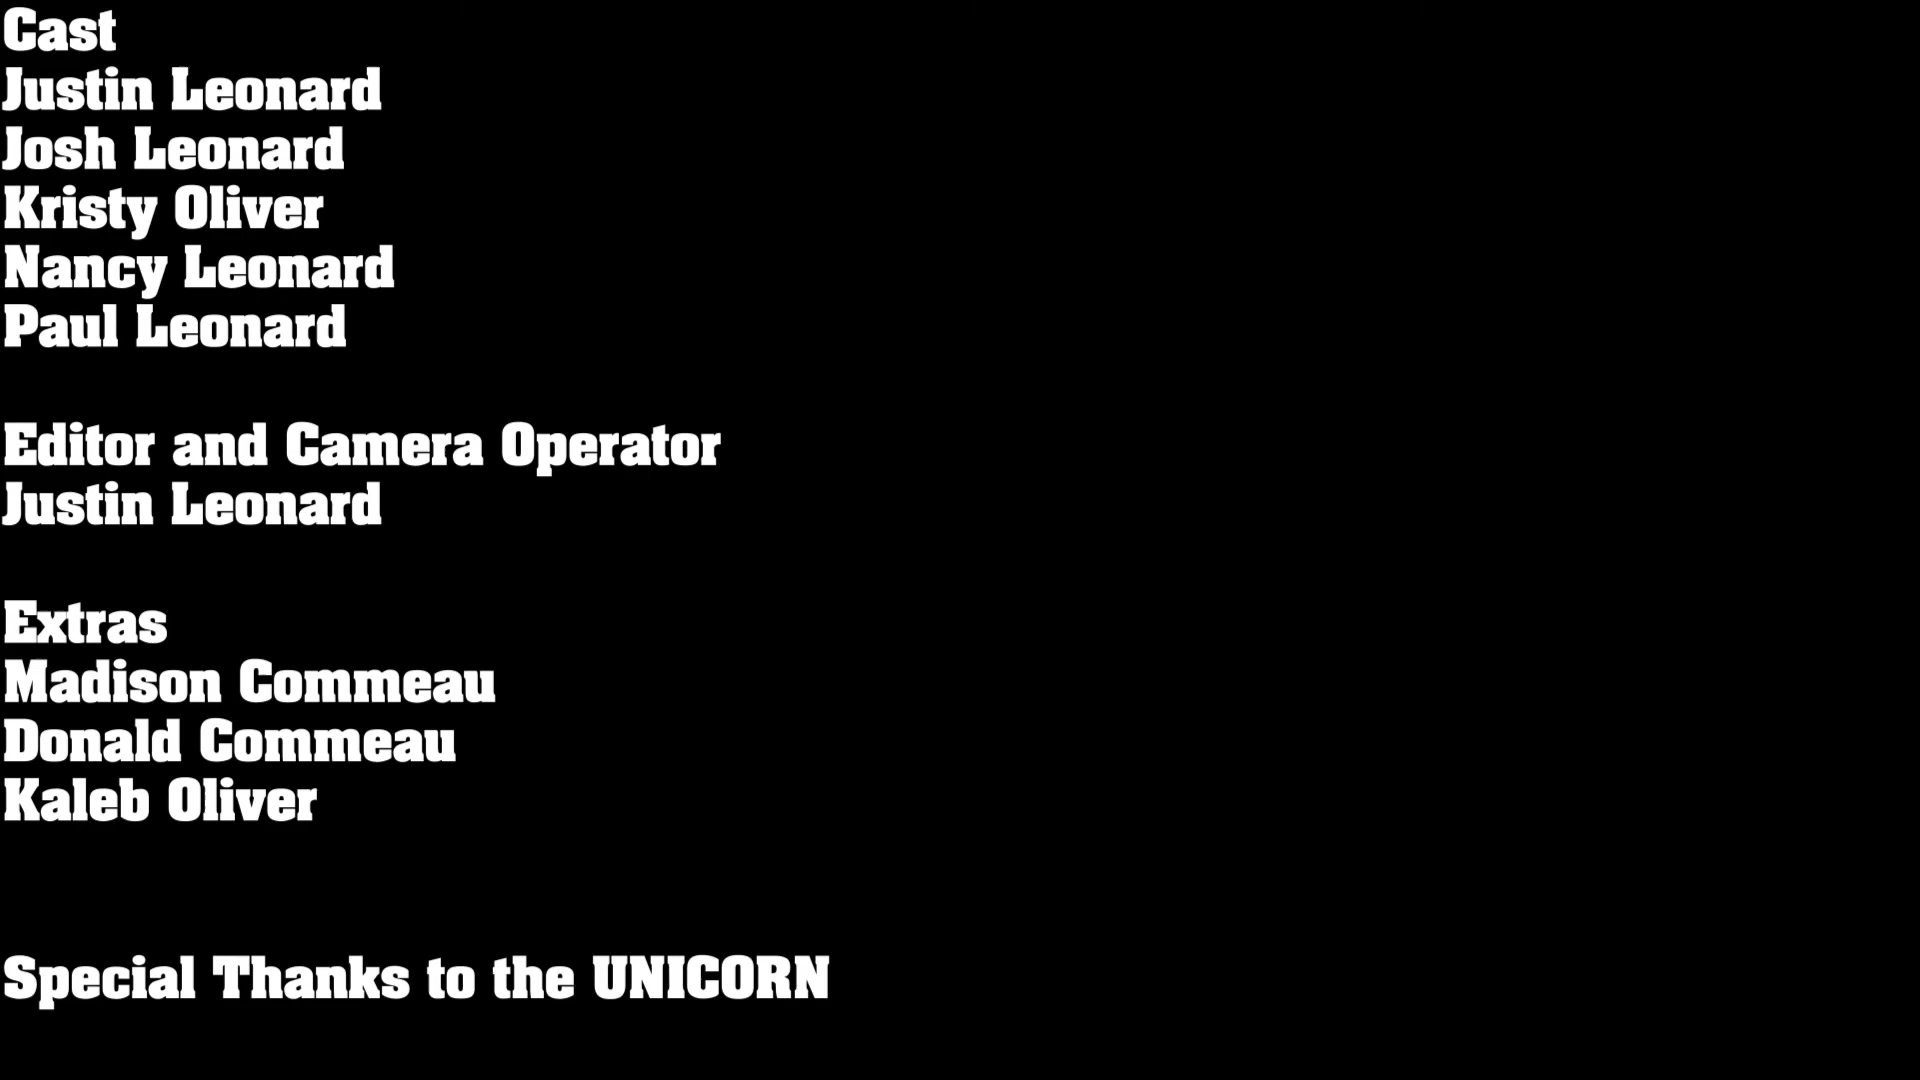 Cast
Justin Leonard
Josh Leonard
Kristy Oliver
Nancy Leonard
Paul Leonard
Editor and Camera Operator
Justin Leonard
Extras
Madison Commeau
Donald Commeau
Kaleb Oliver
Special Thanks to the UNICORN